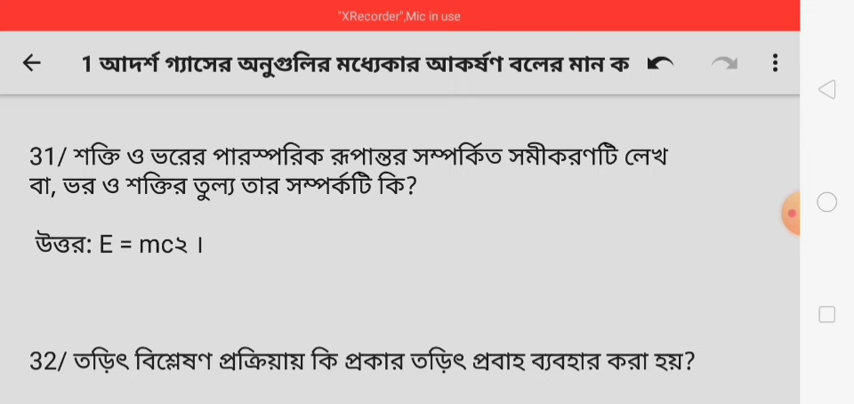 "XRecorder",Mic in use
1 আদর্শ গ্যাসের অনুগুলির মধ্যেকার আকর্ষণ বলের মান ক
31/ শক্তি ও ভরের পারস্পরিক রূপান্তর সম্পর্কিত সমীকরণটি লেখ
বা, ভর ও শক্তির তুল্য তার সম্পর্কটি কি?
উত্তর: E = mc২ ।
32/ তড়িৎ বিশ্লেষণ প্রক্রিয়ায় কি প্রকার তড়িৎ প্রবাহ ব্যবহার করা হয়?